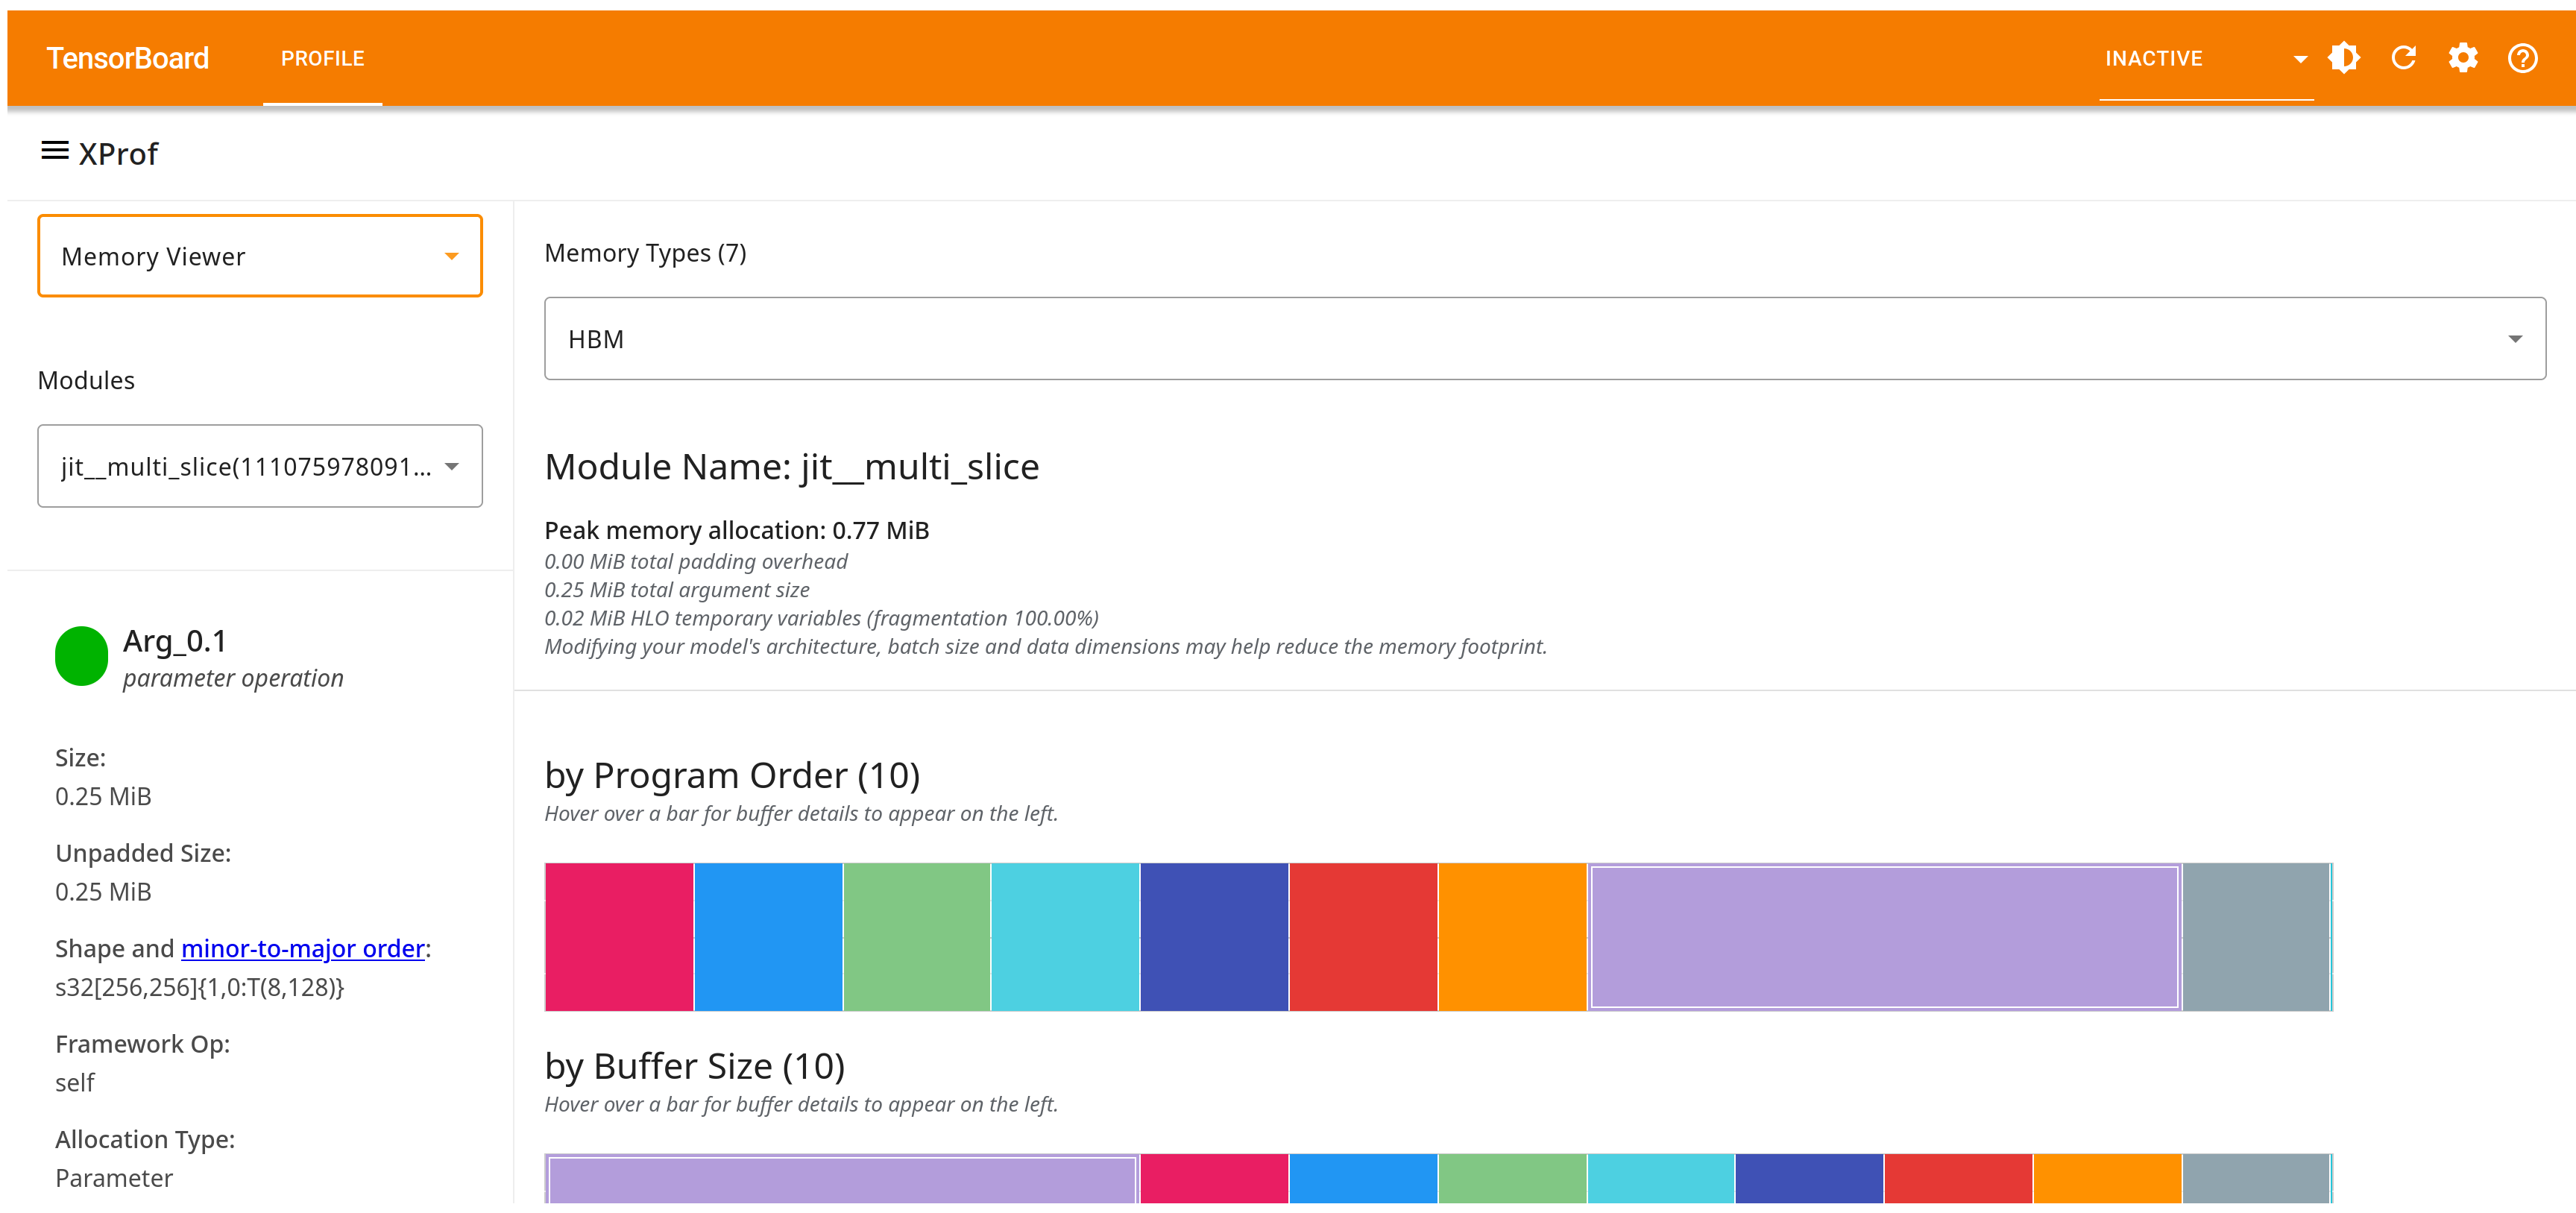 TensorBoard
PROFILE
INACTIVE
XProf
Memory Viewer
Modules
jit__multi_slice(111075978091...
Arg_0.1
parameter operation
Size:
0.25 MiB
Unpadded Size:
0.25 MiB
Shape and minor-to-major order:
s32[256,256]{1,0:T(8,128)}
Framework Op:
self
Allocation Type:
Parameter
Memory Types (7)
HBM
Module Name: jit__multi_slice
Peak memory allocation: 0.77 MiB
0.00 MiB total padding overhead
0.25 MiB total argument size
0.02 MiB HLO temporary variables (fragmentation 100.00%)
Modifying your model's architecture, batch size and data dimensions may help reduce the memory footprint.
by Program Order (10)
Hover over a bar for buffer details to appear on the left.
by Buffer Size (10)
Hover over a bar for buffer details to appear on the left.